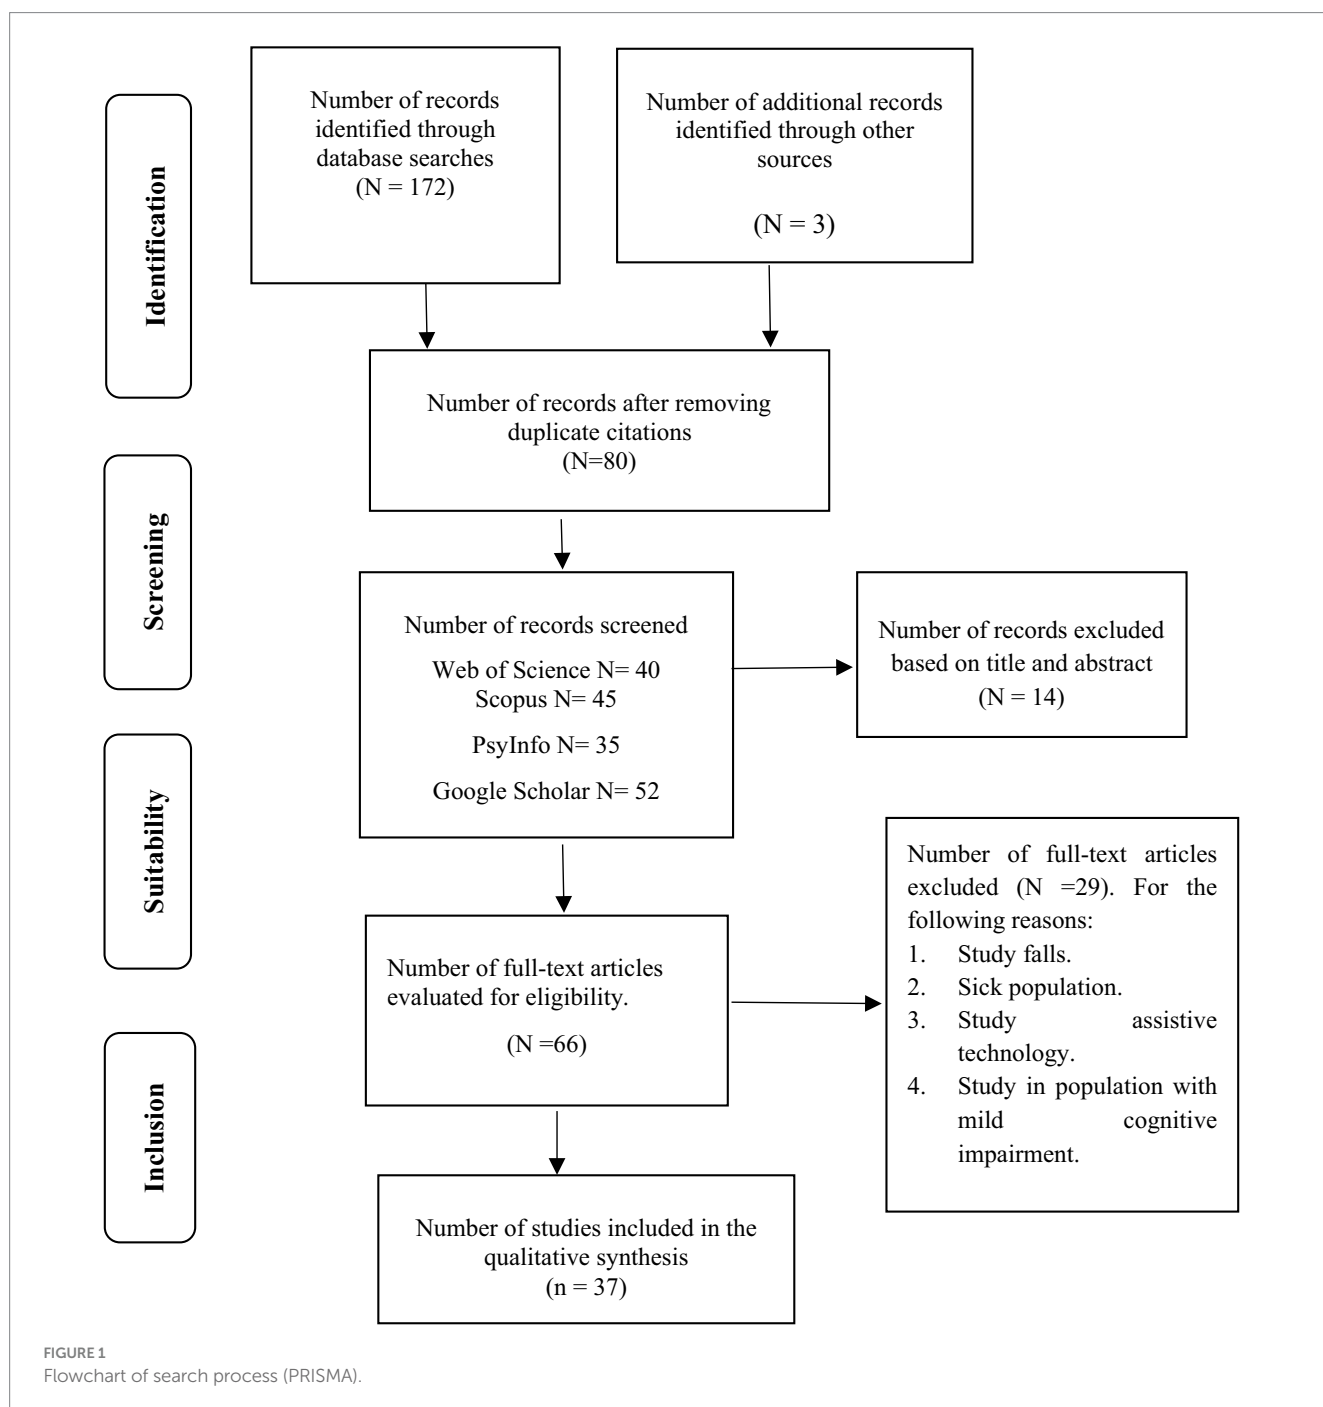 Identification
Number of records
identified through
database searches
(N = 172)
Number of additional records
identified through other
sources
(N = 3)
Number of records after removing
duplicate citations
(N=80)
Screening
Number of records screened
Web of Science N= 40
Scopus N= 45
PsyInfo N= 35
Google Scholar N= 52
Number of records excluded
based on title and abstract
(N = 14)
Suitability
Number of full-text articles
evaluated for eligibility.
(N =66)
Number of full-text articles
excluded (N =29). For the
following reasons:
1. Study falls.
2. Sick population.
3. Study assistive
technology.
4. Study in population with
mild cognitive
impairment.
Inclusion
Number of studies included in the
qualitative synthesis
(n = 37)
FIGURE 1
Flowchart of search process (PRISMA).